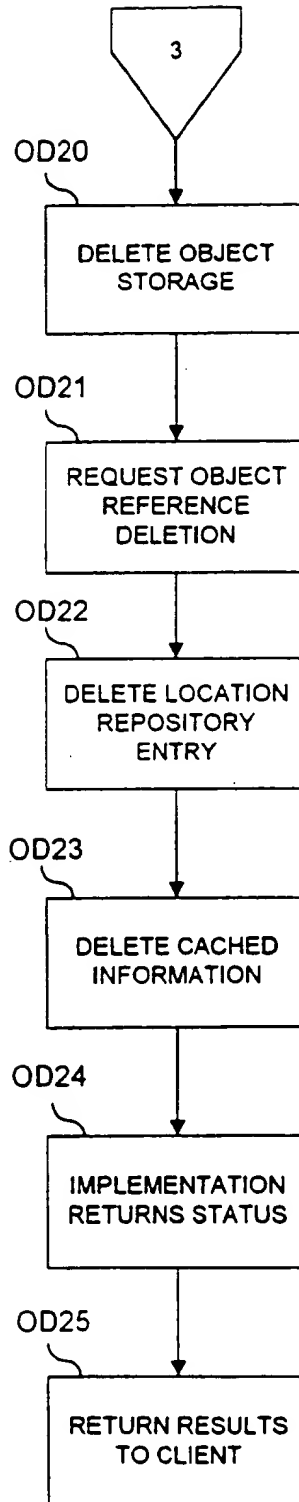 3
OD20
DELETE OBJECT
STORAGE
OD21
REQUEST OBJECT
REFERENCE
DELETION
OD22
DELETE LOCATION
REPOSITORY
ENTRY
OD23
DELETE CACHED
INFORMATION
OD24
IMPLEMENTATION
RETURNS STATUS
OD25
RETURN RESULTS
TO CLIENT